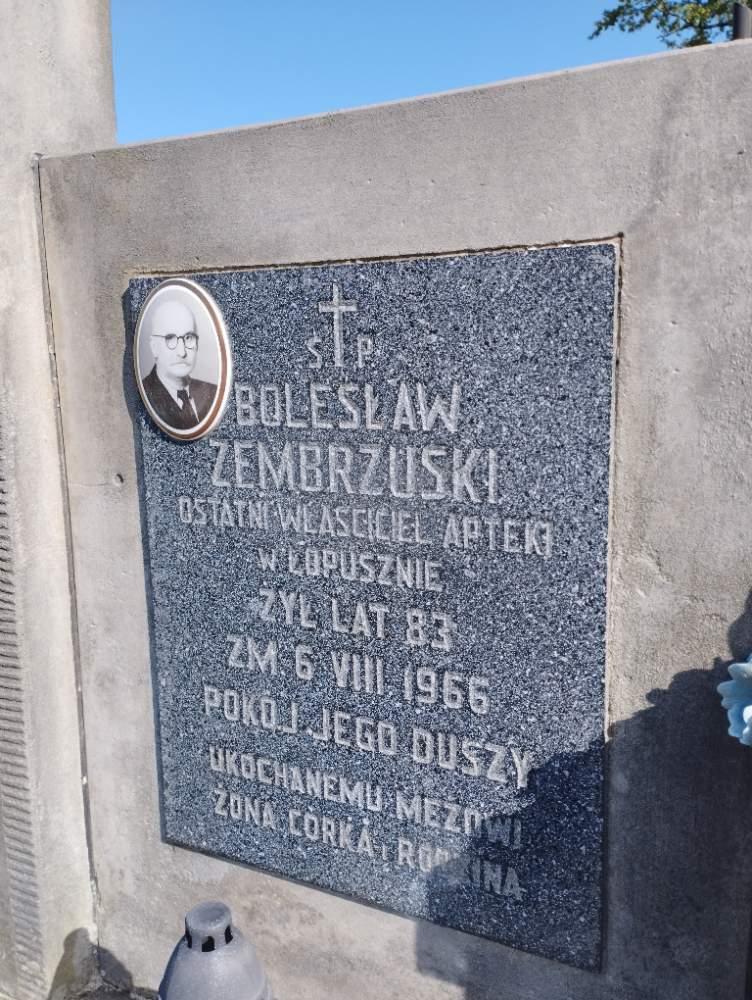 Ś P
BOLESŁAW
ZEMBRZUSKI
OSTATNI WŁAŚCICIEL APTEKI
W ŁOPUSZNIE
ŻYŁ LAT 83
ZM 6 VIII 1966
POKÓJ JEGO DUSZY
UKOCHANEMU MĘŻOWI
ŻONA CÓRKA I RODZINA